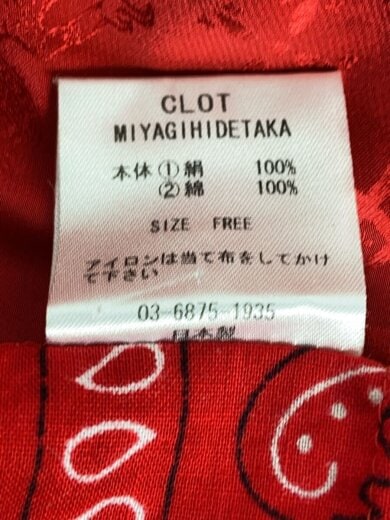 CLOT
MIYAGIHIDETAKA
本体①絹 100%
②綿 100%
SIZE FREE
アイロンは当て布をしてかけ
て下さい
03-6875-1935
日本製